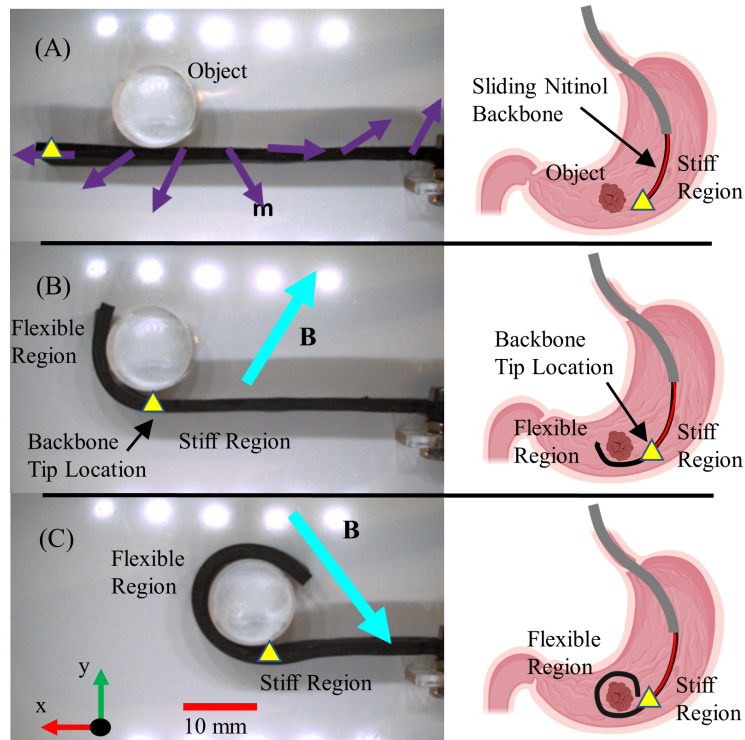 (A)
Object
m
Sliding Nitinol
Backbone
Object
Stiff
Region
(B)
Flexible
Region
B
Backbone
Tip Location
Stiff Region
Backbone
Tip Location
Flexible
Region
Stiff
Region
(C)
Flexible
Region
B
Stiff Region
y
x
10 mm
Flexible
Region
Stiff
Region